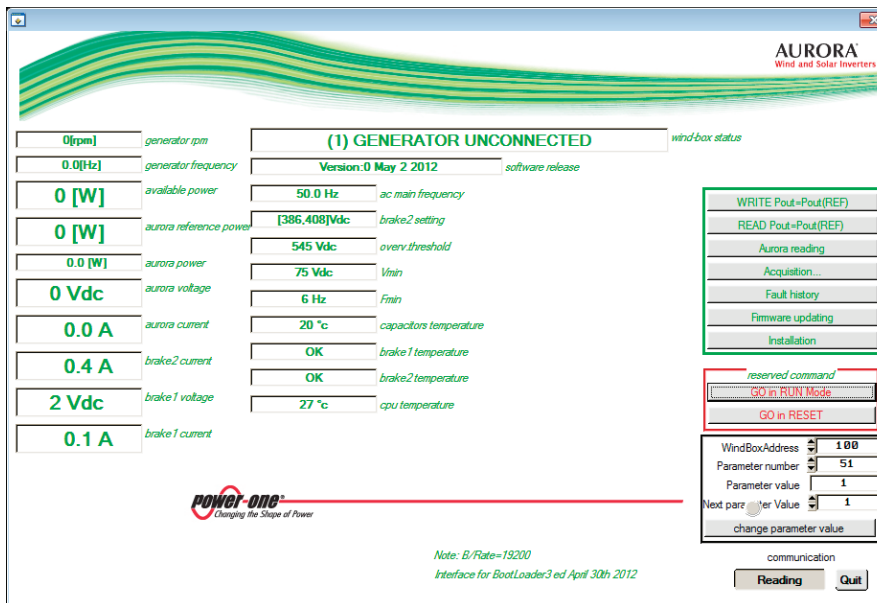 AURORA
Wind and Solar Inverters
0[rpm] generator rpm
(1) GENERATOR UNCONNECTED wind-box status
0.0[Hz] generator frequency
Version:0 May 2 2012 software release
0 [W] available power
50.0 Hz ac main frequency
0 [W] aurora reference power
[386,408]Vdc brake2 setting
545 Vdc overv.threshold
0.0 [W] aurora power
75 Vdc Vmin
0 Vdc aurora voltage
6 Hz Fmin
0.0 A aurora current
20 °c capacitors temperature
0.4 A brake2 current
OK brake1 temperature
OK brake2 temperature
2 Vdc brake1 voltage
27 °c cpu temperature
0.1 A brake1 current
WRITE Pout=Pout(REF)
READ Pout=Pout(REF)
Aurora reading
Acquisition...
Fault history
Firmware updating
Installation
reserved command
GO in RUN Mode
GO in RESET
WindBoxAddress 100
Parameter number 51
Parameter value 1
Next para er Value 1
change parameter value
power-one®
Changing the Shape of Power
Note: B/Rate=19200
Interface for BootLoader3 ed April 30th 2012
communication
Reading Quit